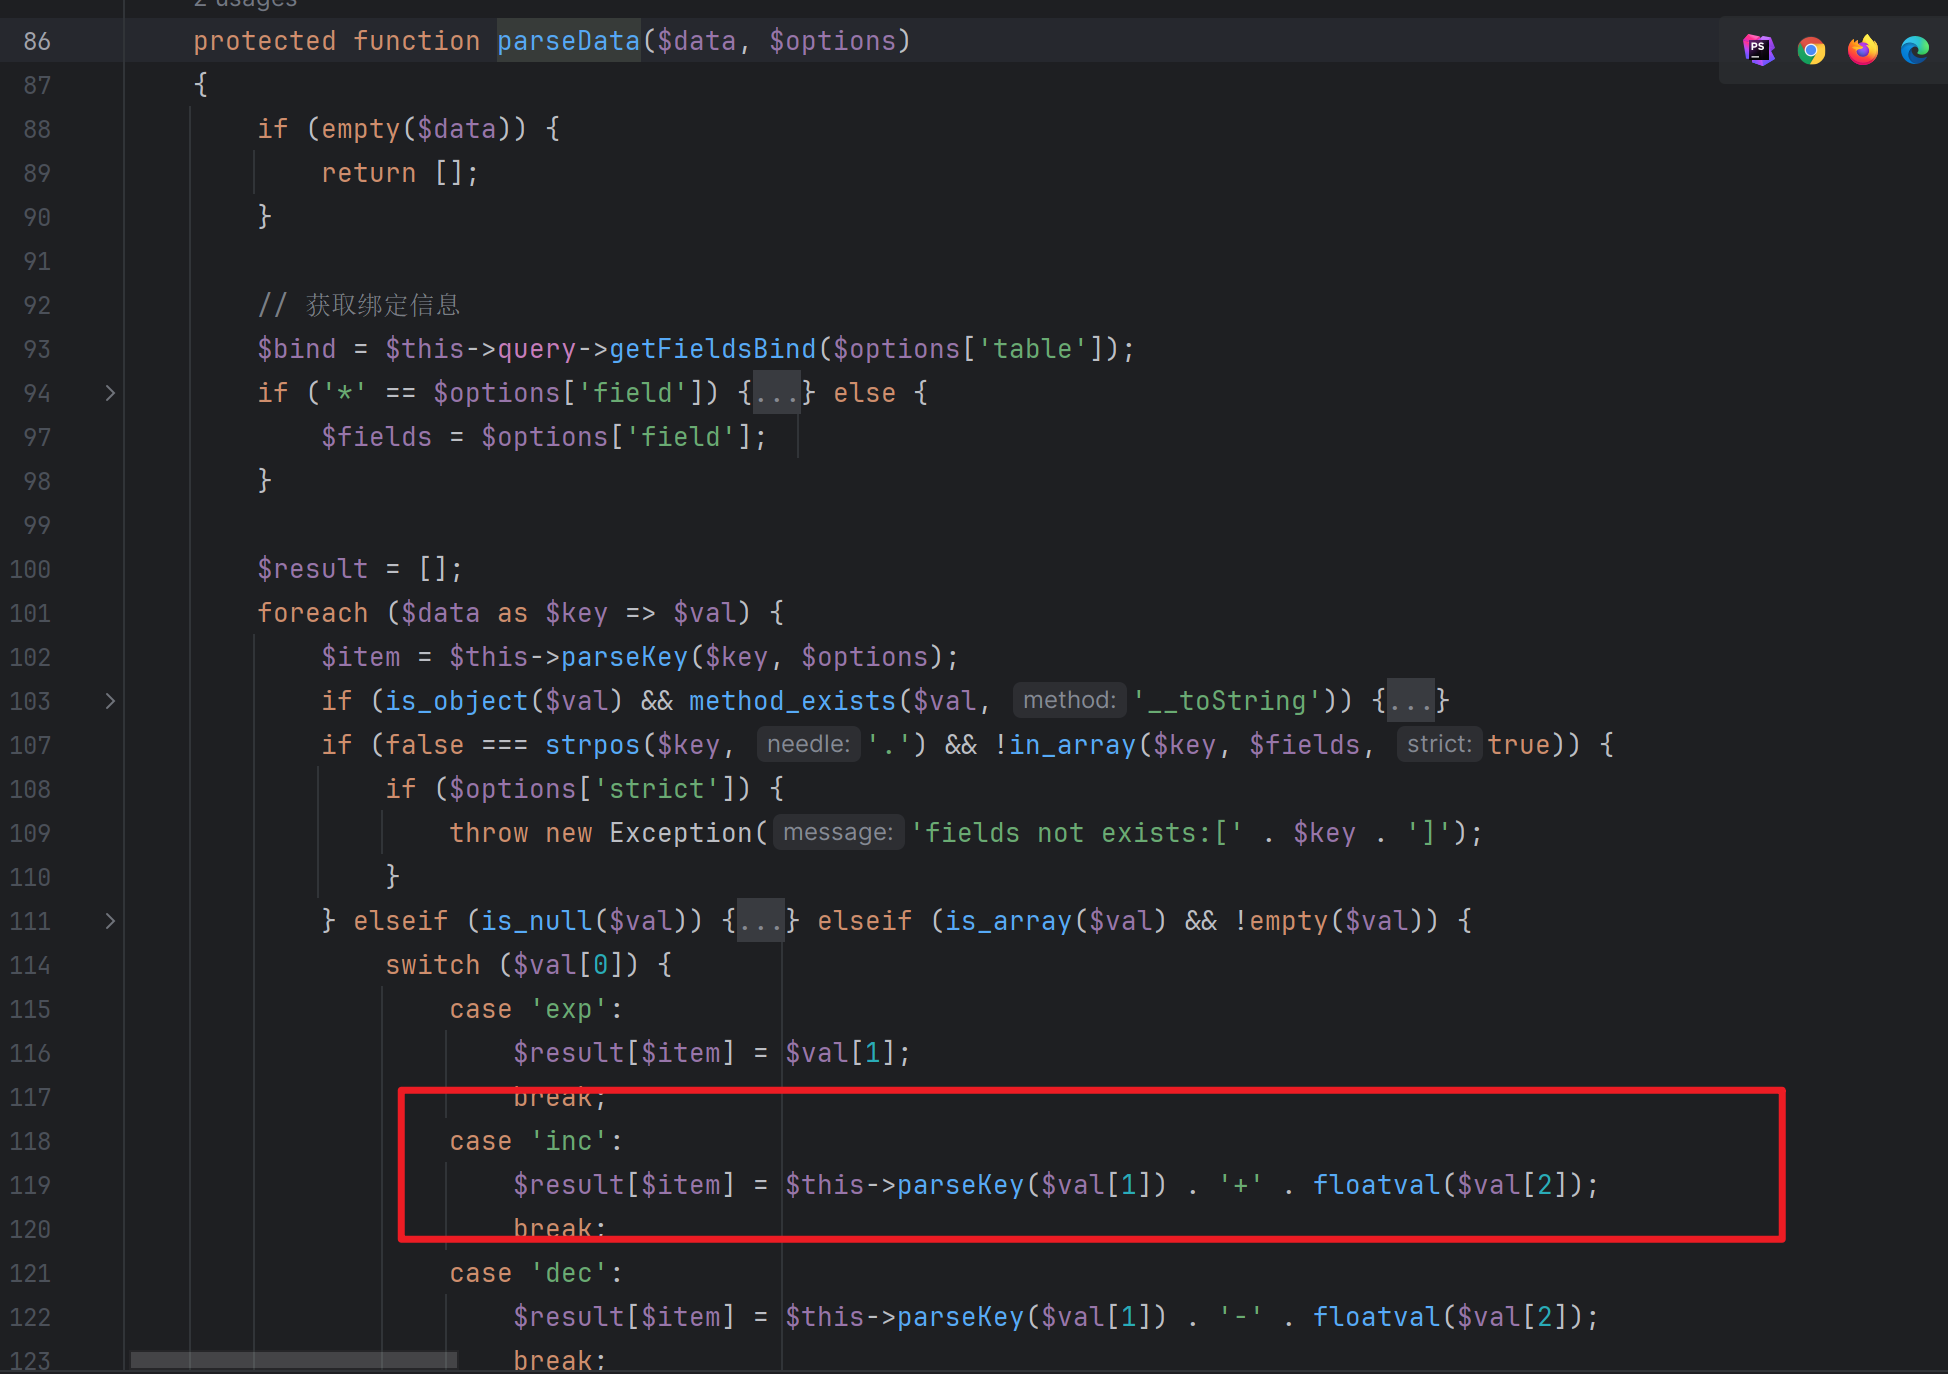 2 usages
86 protected function parseData($data, $options)
87 {
88 if (empty($data)) {
89 return [];
90 }
91
92 // 获取绑定信息
93 $bind = $this->query->getFieldsBind($options['table']);
94 if ('*' == $options['field']) {...} else {
97 $fields = $options['field'];
98 }
99
100 $result = [];
101 foreach ($data as $key => $val) {
102 $item = $this->parseKey($key, $options);
103 if (is_object($val) && method_exists($val, method: '__toString')) {...}
107 if (false === strpos($key, needle: '.') && !in_array($key, $fields, strict: true)) {
108 if ($options['strict']) {
109 throw new Exception( message: 'fields not exists:[' . $key . ']');
110 }
111 } elseif (is_null($val)) {...} elseif (is_array($val) && !empty($val)) {
114 switch ($val[0]) {
115 case 'exp':
116 $result[$item] = $val[1];
117 break;
118 case 'inc':
119 $result[$item] = $this->parseKey($val[1]) . '+' . floatval($val[2]);
120 break;
121 case 'dec':
122 $result[$item] = $this->parseKey($val[1]) . '-' . floatval($val[2]);
123 break;